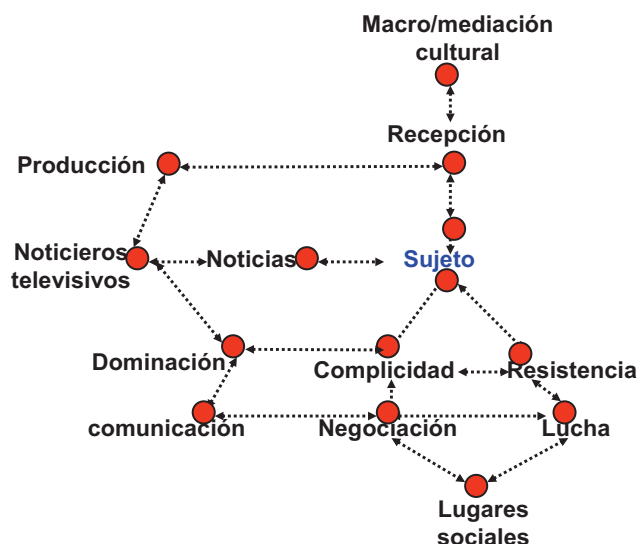 Macro/mediación
cultural
Recepción
Producción
Noticieros
televisivos
Noticias
Sujeto
Dominación
Complicidad
Resistencia
comunicación
Negociación
Lucha
Lugares
sociales